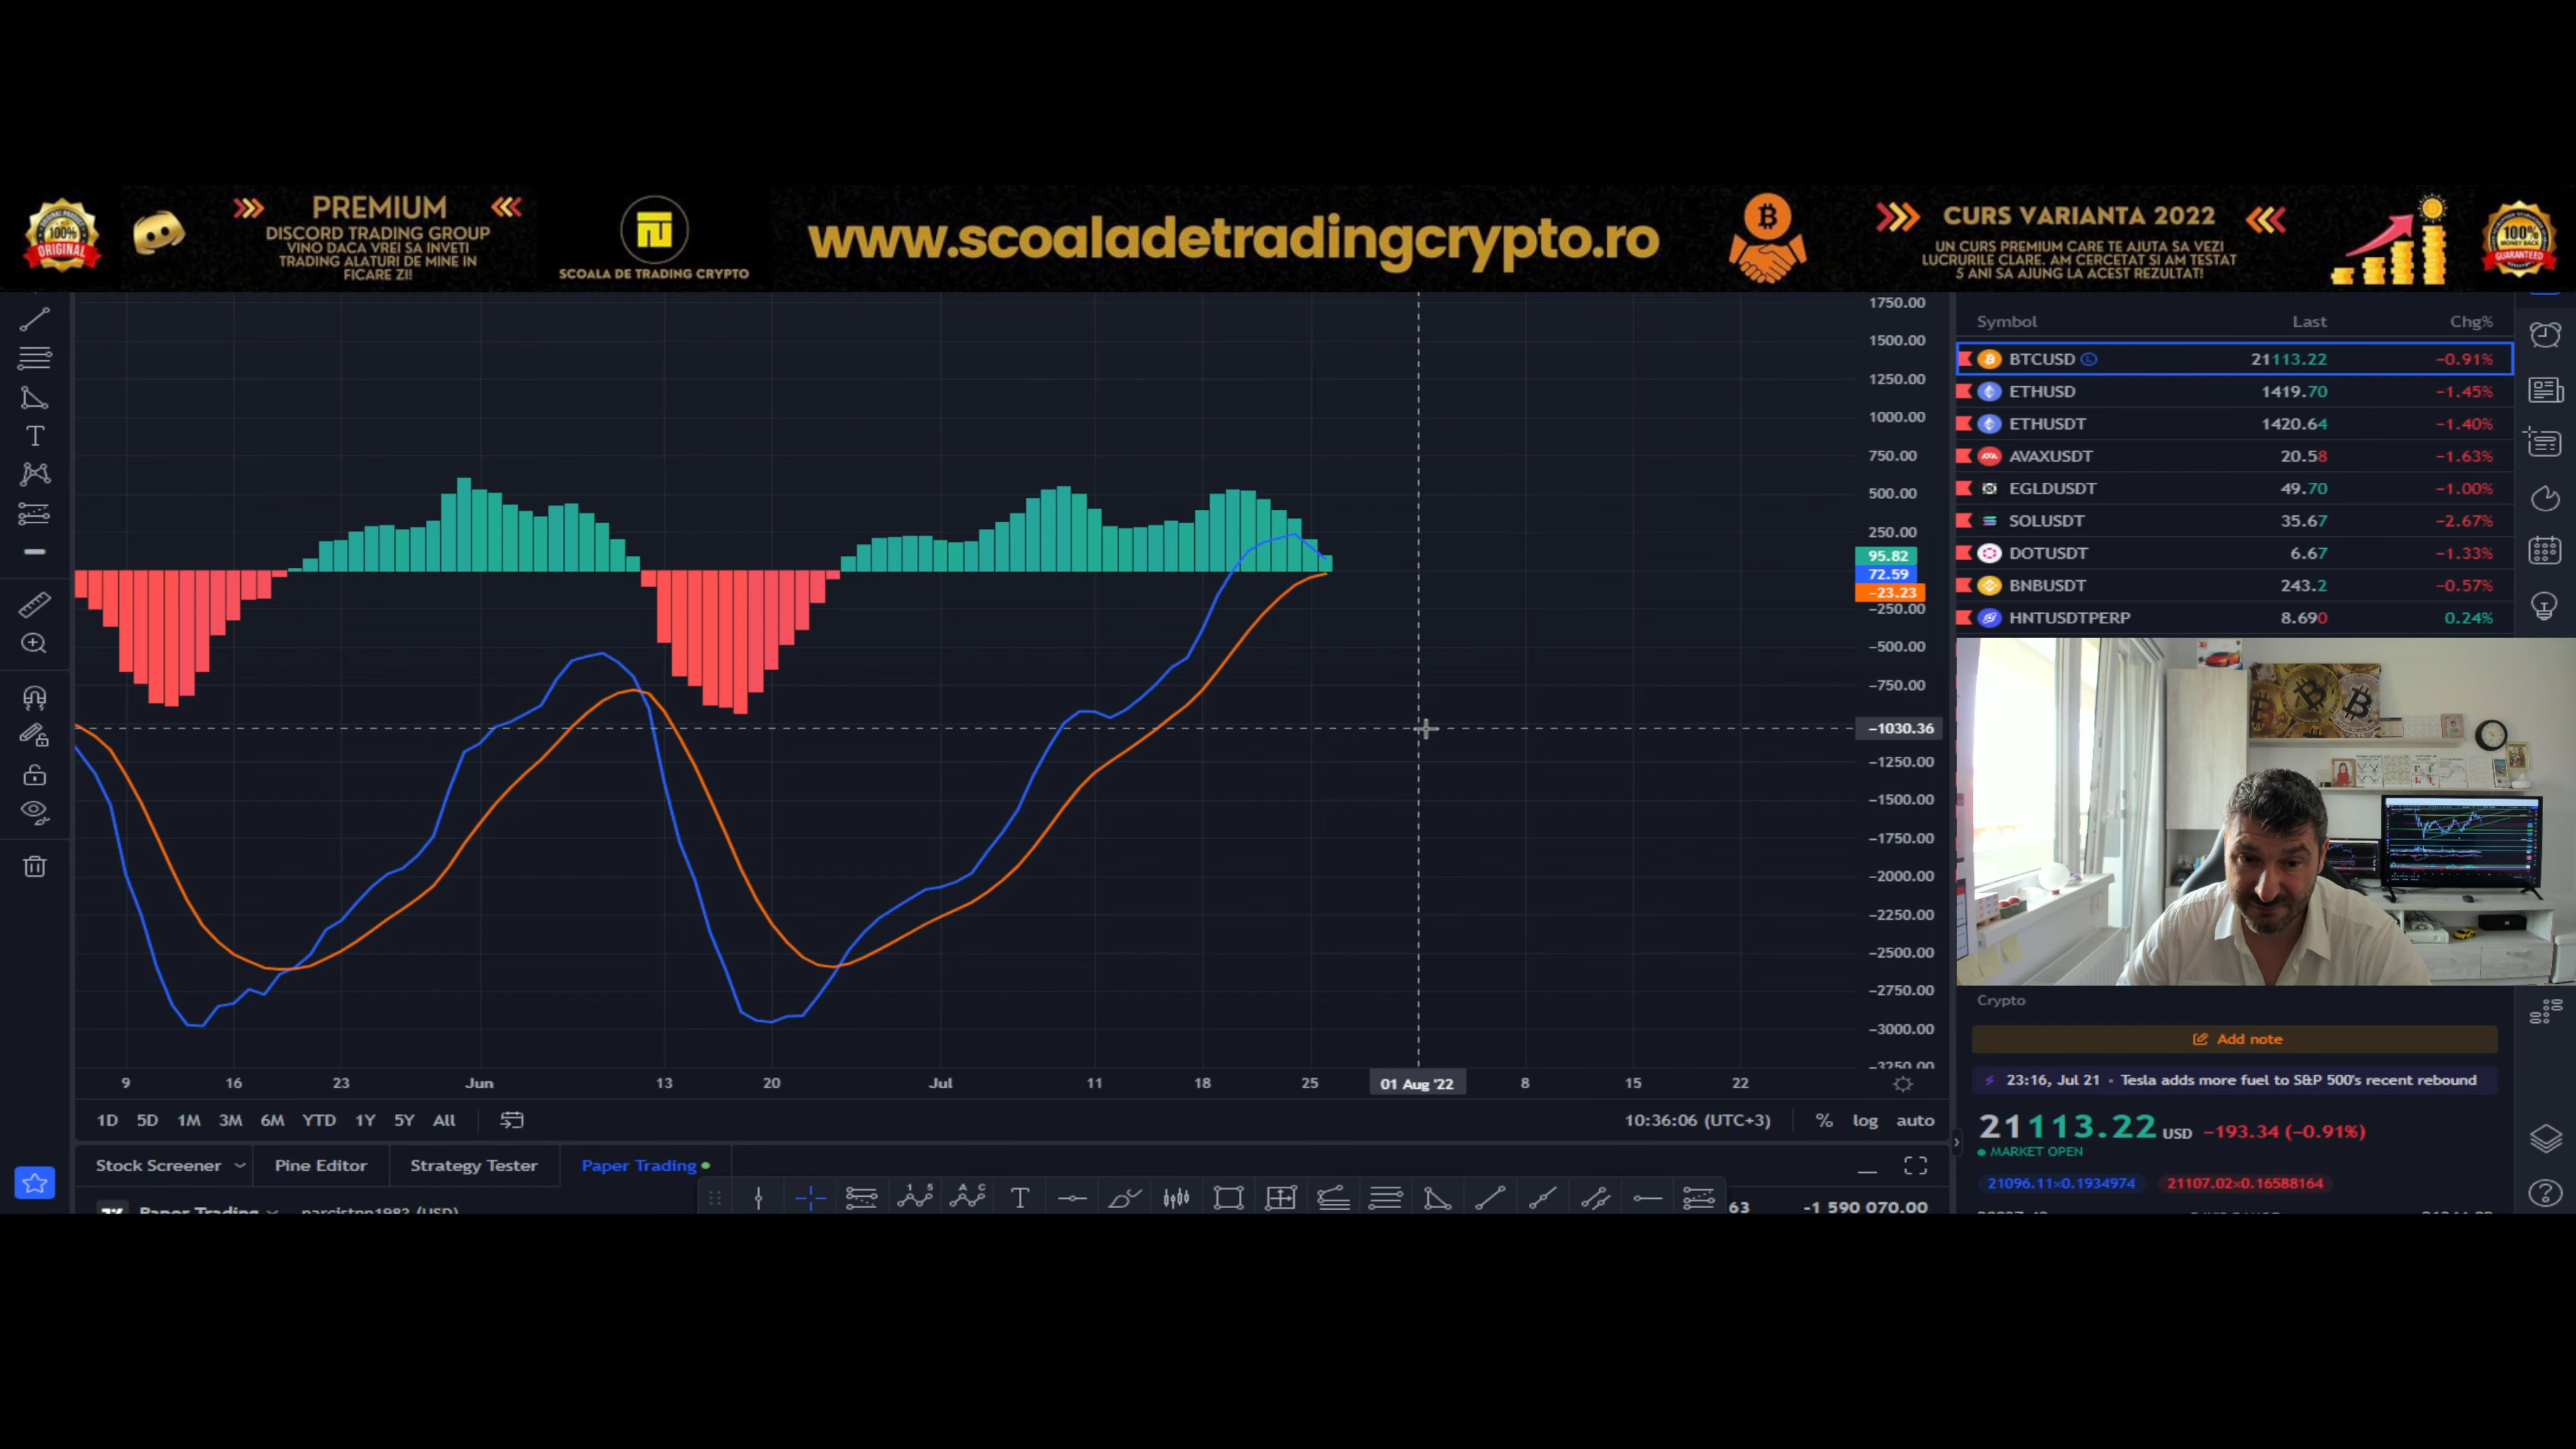 100%
ORIGINAL
PREMIUM
DISCORD TRADING GROUP
VINO DACA VREI SA INVETI
TRADING ALATURI DE MINE IN
FICARE ZI!
SCOALA DE TRADING CRYPTO
www.scoaladetradingcrypto.ro
CURS VARIANTA 2022
UN CURS PREMIUM CARE TE AJUTA SA VEZI
LUCRURILE CLARE. AM CERCETAT SI AM TESTAT
5 ANI SA AJUNG LA ACEST REZULTAT!
100%
MONEY BACK
GUARANTEED
1750.00
1500.00
1250.00
1000.00
750.00
500.00
250.00
95.82
72.59
−23.23
−250.00
−500.00
−750.00
−1030.36
−1250.00
−1500.00
−1750.00
−2000.00
−2250.00
−2500.00
−2750.00
−3000.00
−3250.00
9 16 23 Jun 13 20 Jul 11 18 25 01 Aug '22 8 15 22
1D 5D 1M 3M 6M YTD 1Y 5Y All
10:36:06 (UTC+3) % log auto
Stock Screener Pine Editor Strategy Tester Paper Trading
Paper Trading narcistnp1983 (USD)
63 -1 590 070.00
Symbol Last Chg%
BTCUSD 21113.22 −0.91%
ETHUSD 1419.70 −1.45%
ETHUSDT 1420.64 −1.40%
AVAXUSDT 20.58 −1.63%
EGLDUSDT 49.70 −1.00%
SOLUSDT 35.67 −2.67%
DOTUSDT 6.67 −1.33%
BNBUSDT 243.2 −0.57%
HNTUSDTPERP 8.690 0.24%
Crypto
Add note
23:16, Jul 21 • Tesla adds more fuel to S&P 500's recent rebound
21113.22 USD −193.34 (−0.91%)
MARKET OPEN
21096.11×0.1934974 21107.02×0.16588164